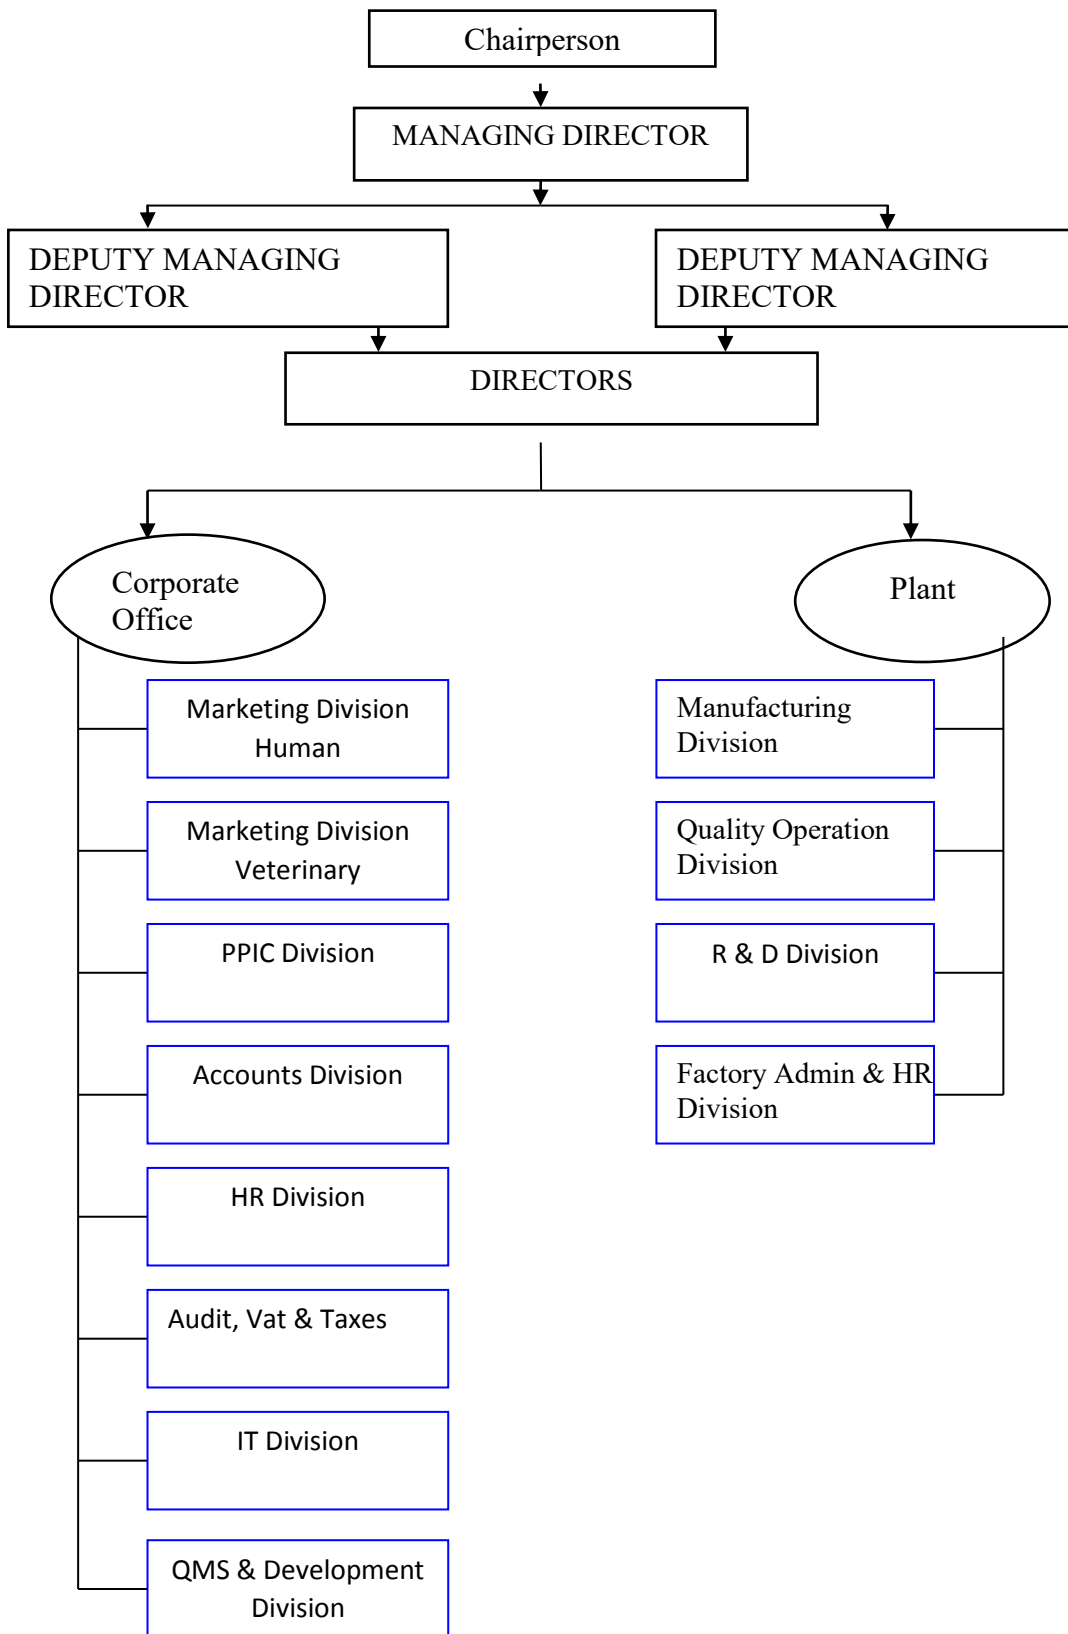 Chairperson
MANAGING DIRECTOR
DEPUTY MANAGING
DIRECTOR
DEPUTY MANAGING
DIRECTOR
DIRECTORS
Corporate
Office
Plant
Marketing Division
Human
Marketing Division
Veterinary
PPIC Division
Accounts Division
HR Division
Audit, Vat & Taxes
IT Division
QMS & Development
Division
Manufacturing
Division
Quality Operation
Division
R & D Division
Factory Admin & HR
Division